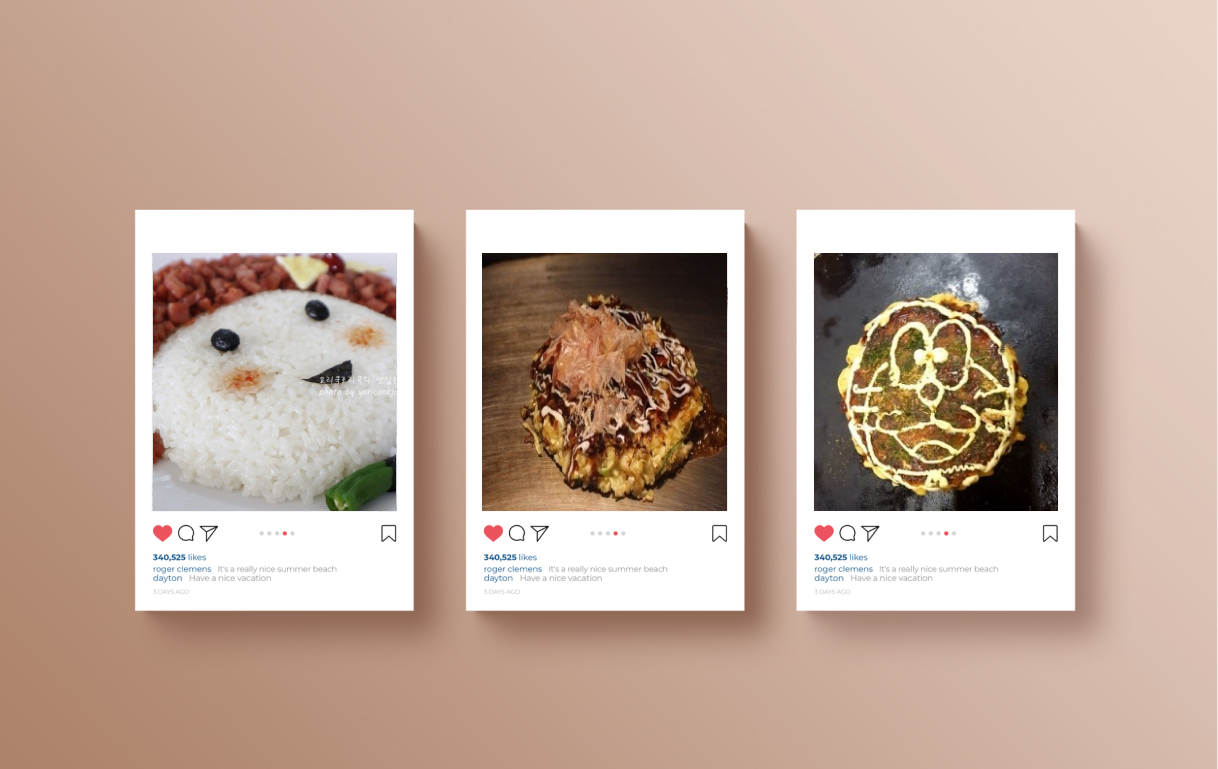 photo by yoricookjo
340,525 likes
roger clemens It's a really nice summer beach
dayton Have a nice vacation
3 DAYS AGO
340,525 likes
roger clemens It's a really nice summer beach
dayton Have a nice vacation
3 DAYS AGO
340,525 likes
roger clemens It's a really nice summer beach
dayton Have a nice vacation
3 DAYS AGO